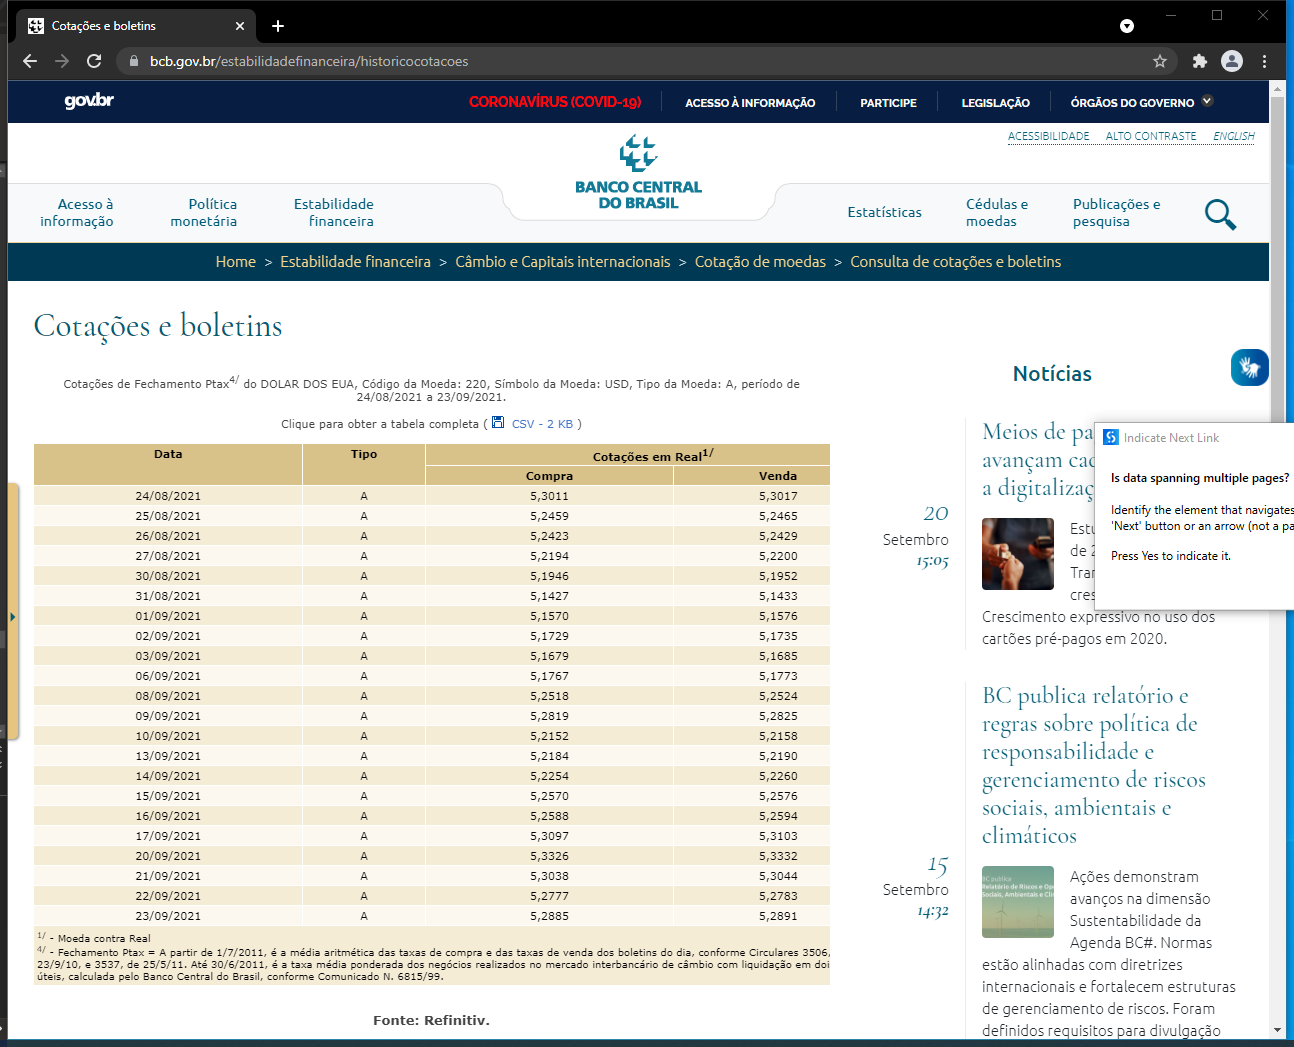 Cotações e boletins
bcb.gov.br/estabilidadefinanceira/historicocotacoes
govbr
CORONAVÍRUS (COVID-19)
ACESSO À INFORMAÇÃO
PARTICIPE
LEGISLAÇÃO
ÓRGÃOS DO GOVERNO
ACESSIBILIDADE ALTO CONTRASTE ENGLISH
BANCO CENTRAL
DO BRASIL
Acesso à
informação
Política
monetária
Estabilidade
financeira
Estatísticas
Cédulas e
moedas
Publicações e
pesquisa
Home > Estabilidade financeira > Câmbio e Capitais internacionais > Cotação de moedas > Consulta de cotações e boletins
Cotações e boletins
Cotações de Fechamento Ptax4/ do DOLAR DOS EUA, Código da Moeda: 220, Símbolo da Moeda: USD, Tipo da Moeda: A, período de
24/08/2021 a 23/09/2021.
Clique para obter a tabela completa ( CSV - 2 KB )
Data Tipo Cotações em Real1/
Compra Venda
24/08/2021 A 5,3011 5,3017
25/08/2021 A 5,2459 5,2465
26/08/2021 A 5,2423 5,2429
27/08/2021 A 5,2194 5,2200
30/08/2021 A 5,1946 5,1952
31/08/2021 A 5,1427 5,1433
01/09/2021 A 5,1570 5,1576
02/09/2021 A 5,1729 5,1735
03/09/2021 A 5,1679 5,1685
06/09/2021 A 5,1767 5,1773
08/09/2021 A 5,2518 5,2524
09/09/2021 A 5,2819 5,2825
10/09/2021 A 5,2152 5,2158
13/09/2021 A 5,2184 5,2190
14/09/2021 A 5,2254 5,2260
15/09/2021 A 5,2570 5,2576
16/09/2021 A 5,2588 5,2594
17/09/2021 A 5,3097 5,3103
20/09/2021 A 5,3326 5,3332
21/09/2021 A 5,3038 5,3044
22/09/2021 A 5,2777 5,2783
23/09/2021 A 5,2885 5,2891
1/ - Moeda contra Real
4/ - Fechamento Ptax = A partir de 1/7/2011, é a média aritmética das taxas de compra e das taxas de venda dos boletins do dia, conforme Circulares 3506,
23/9/10, e 3537, de 25/5/11. Até 30/6/2011, é a taxa média ponderada dos negócios realizados no mercado interbancário de câmbio com liquidação em doi
úteis, calculada pelo Banco Central do Brasil, conforme Comunicado N. 6815/99.
Fonte: Refinitiv.
Notícias
20
Setembro
15:05
Meios de pa
avançam cad
a digitalizaç
Estu
de 2
Tran
cres
Crescimento expressivo no uso dos
cartões pré-pagos em 2020.
Indicate Next Link
Is data spanning multiple pages?
Identify the element that navigates
'Next' button or an arrow (not a pa
Press Yes to indicate it.
15
Setembro
14:32
BC publica relatório e
regras sobre política de
responsabilidade e
gerenciamento de riscos
sociais, ambientais e
climáticos
BC publica
Relatório de Riscos e Opo
Sociais, Ambientais e Cli
Ações demonstram
avanços na dimensão
Sustentabilidade da
Agenda BC#. Normas
estão alinhadas com diretrizes
internacionais e fortalecem estruturas
de gerenciamento de riscos. Foram
definidos requisitos para divulgação